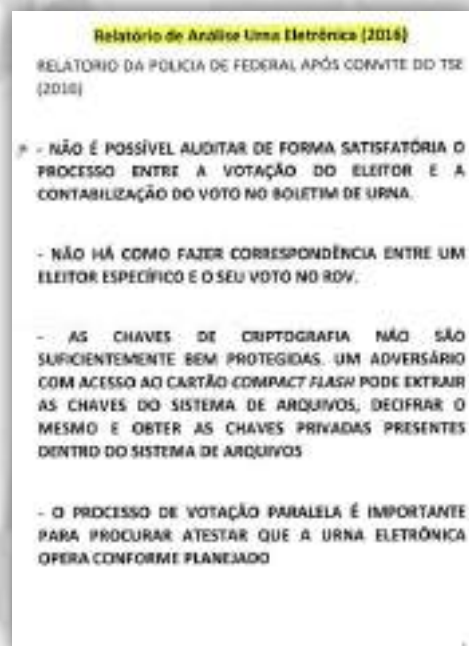 Relatório de Análise Urna Eletrônica (2016)
RELATORIO DA POLICIA DE FEDERAL APÓS CONVITE DO TSE
(2016)
- NÃO É POSSÍVEL AUDITAR DE FORMA SATISFATÓRIA O
PROCESSO ENTRE A VOTAÇÃO DO ELEITOR E A
CONTABILIZAÇÃO DO VOTO NO BOLETIM DE URNA.
- NÃO HÁ COMO FAZER CORRESPONDÊNCIA ENTRE UM
ELEITOR ESPECÍFICO E O SEU VOTO NO RDV.
- AS CHAVES DE CRIPTOGRAFIA NÃO SÃO
SUFICIENTEMENTE BEM PROTEGIDAS. UM ADVERSÁRIO
COM ACESSO AO CARTÃO COMPACT FLASH PODE EXTRAIR
AS CHAVES DO SISTEMA DE ARQUIVOS, DECIFRAR O
MESMO E OBTER AS CHAVES PRIVADAS PRESENTES
DENTRO DO SISTEMA DE ARQUIVOS
- O PROCESSO DE VOTAÇÃO PARALELA É IMPORTANTE
PARA PROCURAR ATESTAR QUE A URNA ELETRÔNICA
OPERA CONFORME PLANEJADO